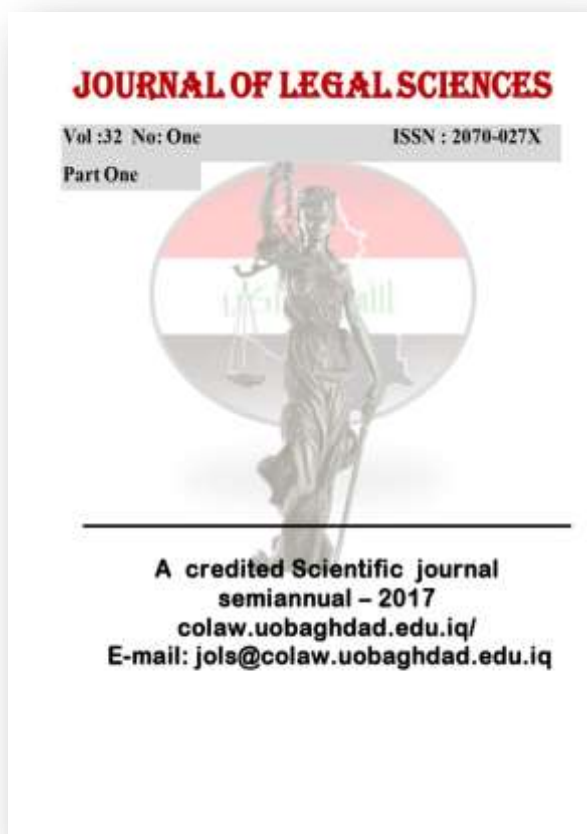 JOURNAL OF LEGAL SCIENCES
Vol :32 No: One ISSN : 2070-027X
Part One
A credited Scientific journal
semiannual – 2017
colaw.uobaghdad.edu.iq/
E-mail: jols@colaw.uobaghdad.edu.iq